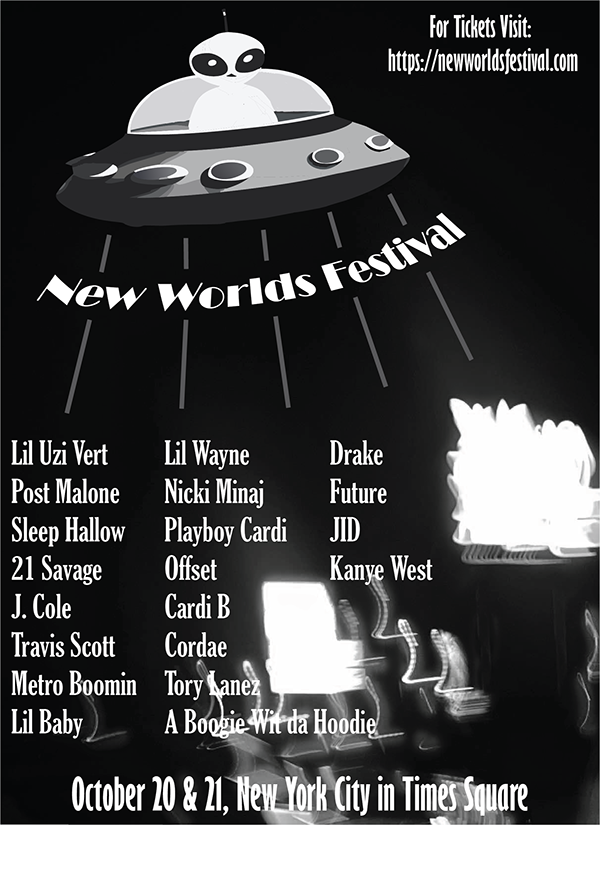 For Tickets Visit:
https://newworldsfestival.com
New Worlds Festival
Lil Uzi Vert
Post Malone
Sleep Hallow
21 Savage
J. Cole
Travis Scott
Metro Boomin
Lil Baby
Lil Wayne
Nicki Minaj
Playboy Cardi
Offset
Cardi B
Cordae
Tory Lanez
A Boogie Wit da Hoodie
Drake
Future
JID
Kanye West
October 20 & 21, New York City in Times Square